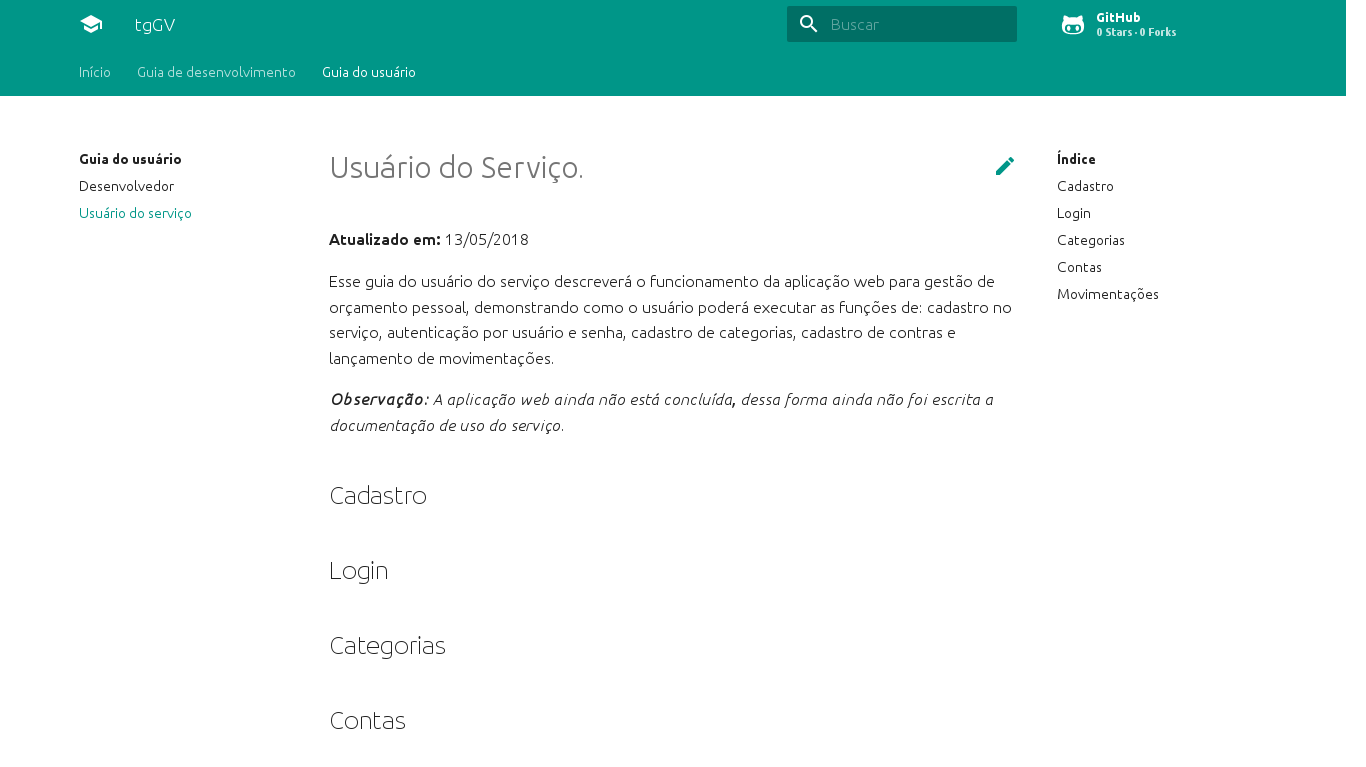 tgGV
Buscar
GitHub
0 Stars · 0 Forks
Início
Guia de desenvolvimento
Guia do usuário
Guia do usuário
Desenvolvedor
Usuário do serviço
Usuário do Serviço.
Atualizado em: 13/05/2018
Esse guia do usuário do serviço descreverá o funcionamento da aplicação web para gestão de
orçamento pessoal, demonstrando como o usuário poderá executar as funções de: cadastro no
serviço, autenticação por usuário e senha, cadastro de categorias, cadastro de contras e
lançamento de movimentações.
Observação: A aplicação web ainda não está concluída, dessa forma ainda não foi escrita a
documentação de uso do serviço.
Cadastro
Login
Categorias
Contas
Índice
Cadastro
Login
Categorias
Contas
Movimentações